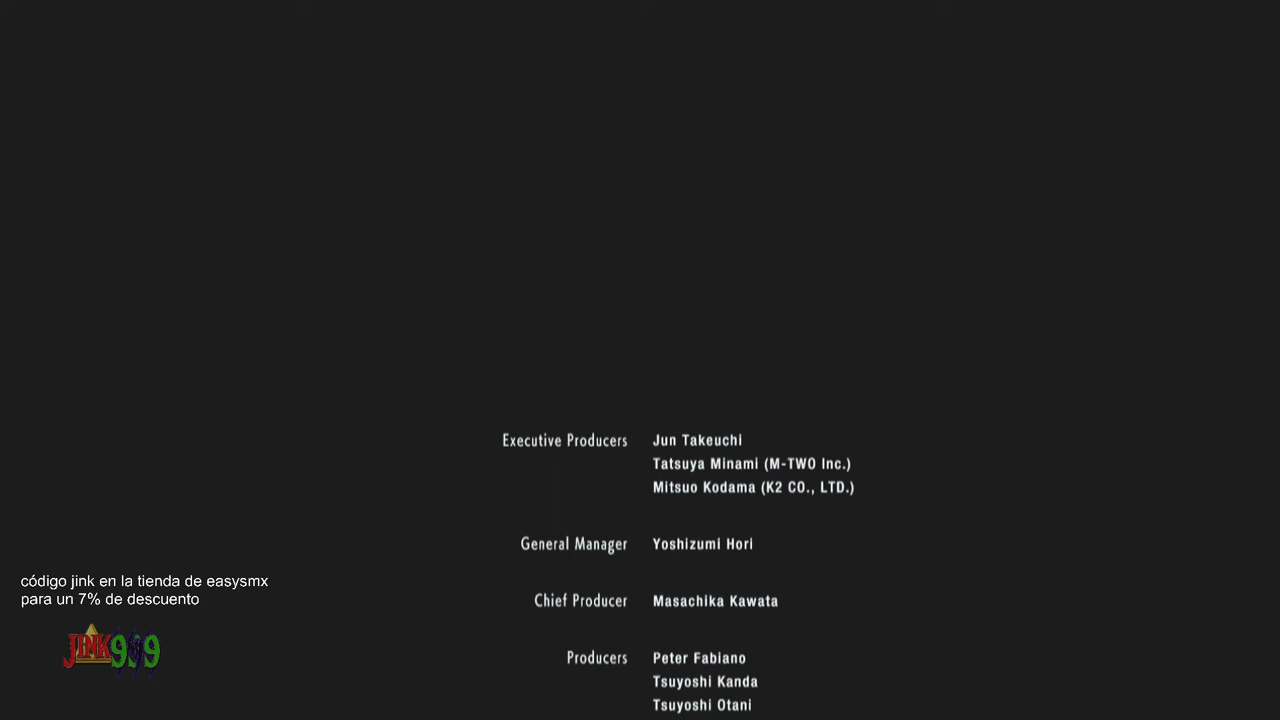 Executive Producers Jun Takeuchi
Tatsuya Minami (M-TWO Inc.)
Mitsuo Kodama (K2 CO., LTD.)
General Manager Yoshizumi Hori
Chief Producer Masachika Kawata
Producers Peter Fabiano
Tsuyoshi Kanda
Tsuyoshi Otani
código jink en la tienda de easysmx
para un 7% de descuento
JINK999